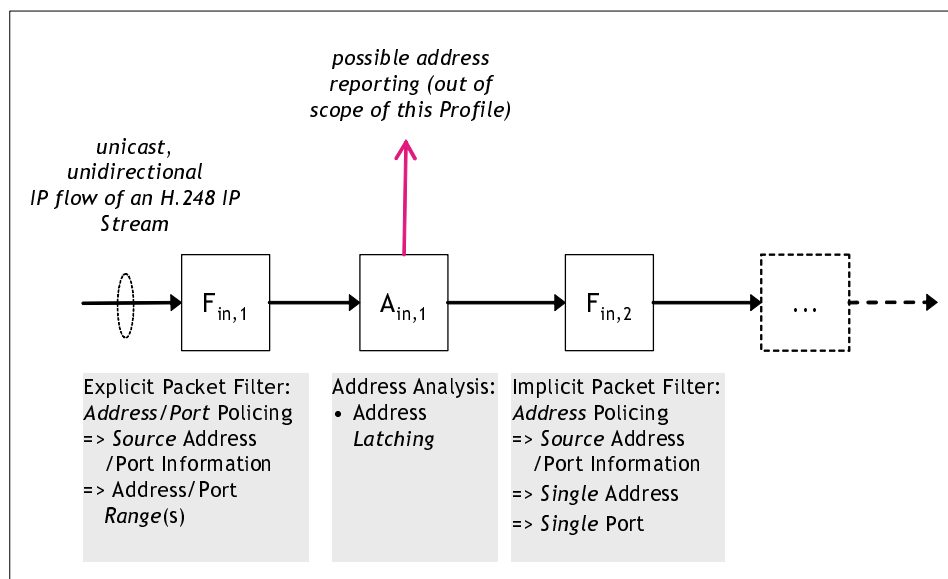 possible address
reporting (out of
scope of this Profile)
unicast,
unidirectional
IP flow of an H.248 IP
Stream
F in,1
A in,1
F in,2
...
Explicit Packet Filter:
Address/Port Policing
=> Source Address
/Port Information
=> Address/Port
Range(s)
Address Analysis:
• Address
Latching
Implicit Packet Filter:
Address Policing
=> Source Address
/Port Information
=> Single Address
=> Single Port